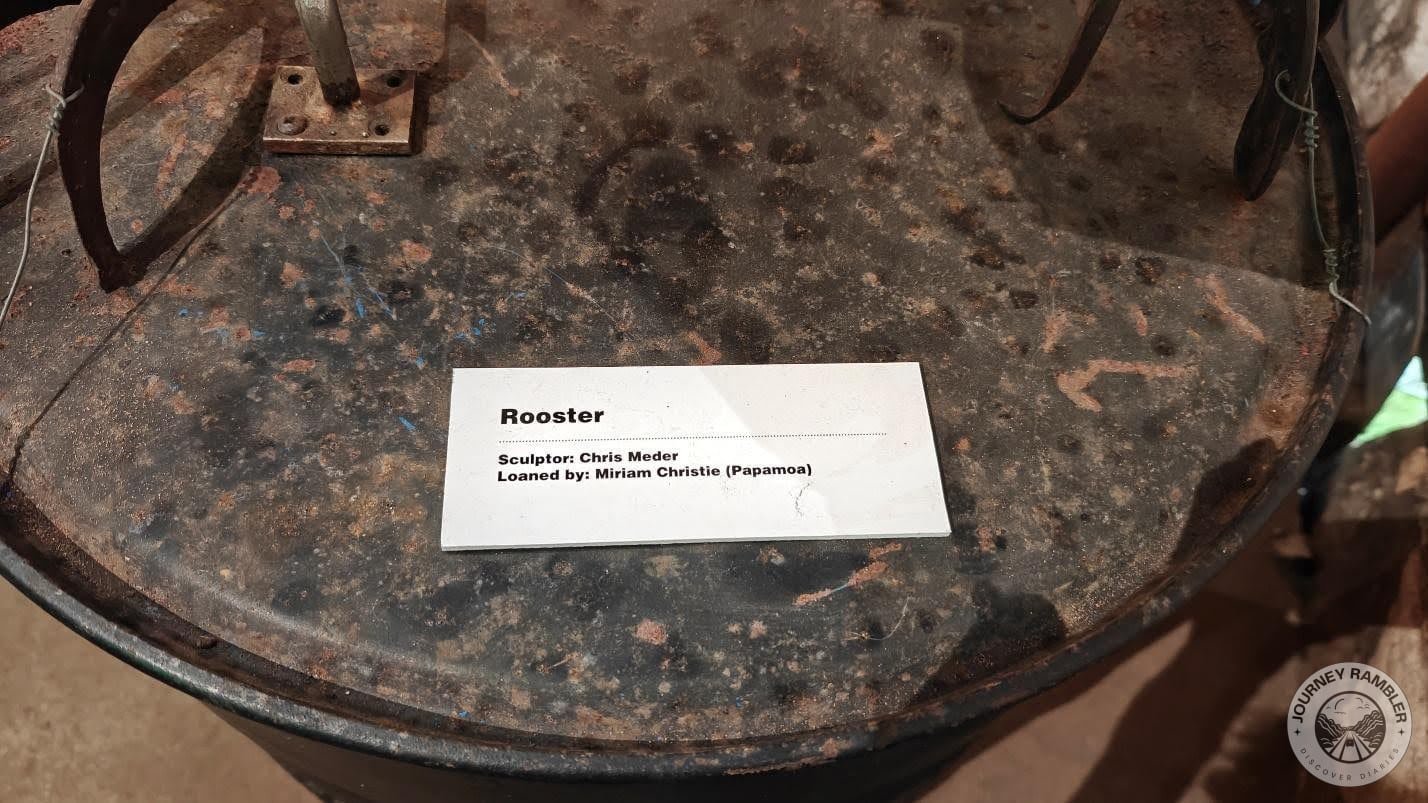 Rooster
Sculptor: Chris Meder
Loaned by: Miriam Christie (Papamoa)
JOURNEY RAMBLER
DISCOVER DIARIES